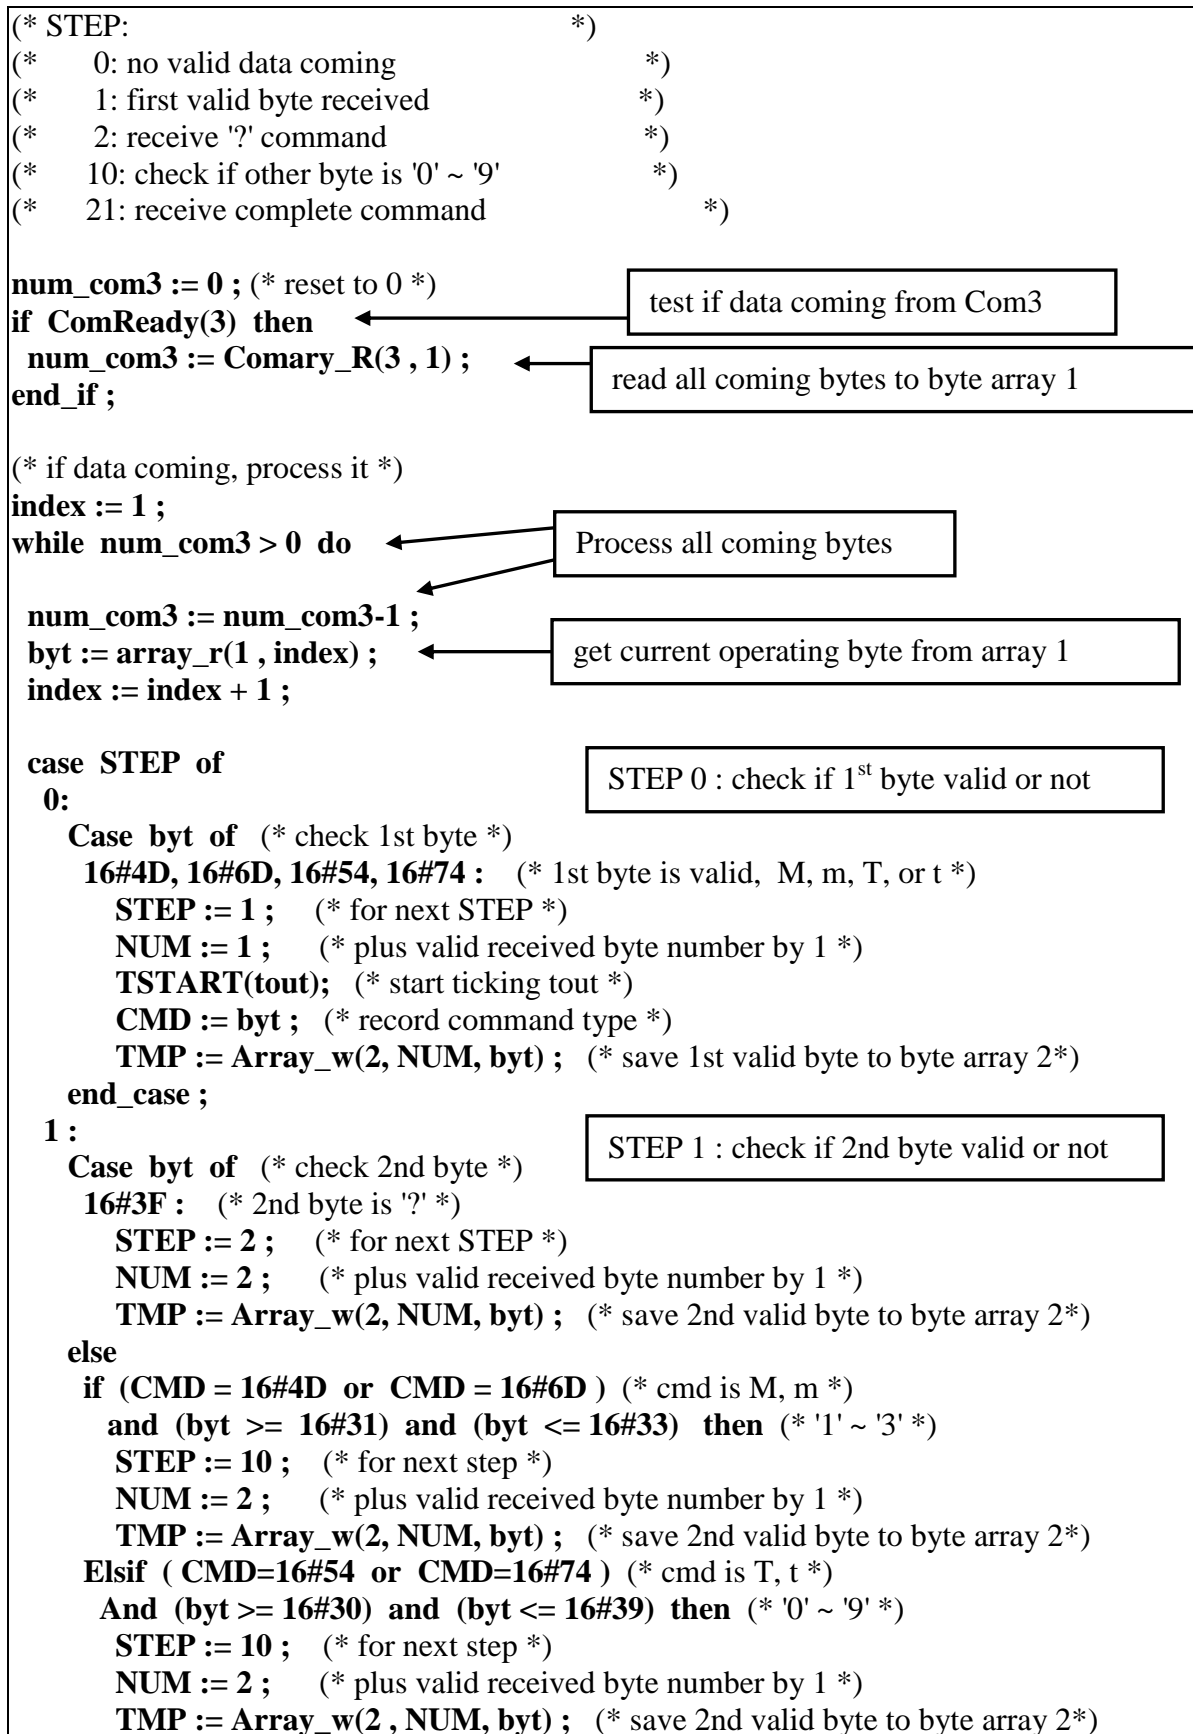 (* STEP: *)
(* 0: no valid data coming *)
(* 1: first valid byte received *)
(* 2: receive '?' command *)
(* 10: check if other byte is '0' ~ '9' *)
(* 21: receive complete command *)
num_com3 := 0 ; (* reset to 0 *)
test if data coming from Com3
if ComReady(3) then
num_com3 := Comary_R(3 , 1) ;
read all coming bytes to byte array 1
end_if ;
(* if data coming, process it *)
index := 1 ;
while num_com3 > 0 do
Process all coming bytes
num_com3 := num_com3-1 ;
byt := array_r(1 , index) ;
get current operating byte from array 1
index := index + 1 ;
case STEP of
STEP 0 : check if 1st byte valid or not
0:
Case byt of (* check 1st byte *)
16#4D, 16#6D, 16#54, 16#74 : (* 1st byte is valid, M, m, T, or t *)
STEP := 1 ; (* for next STEP *)
NUM := 1 ; (* plus valid received byte number by 1 *)
TSTART(tout); (* start ticking tout *)
CMD := byt ; (* record command type *)
TMP := Array_w(2, NUM, byt) ; (* save 1st valid byte to byte array 2*)
end_case ;
1 :
STEP 1 : check if 2nd byte valid or not
Case byt of (* check 2nd byte *)
16#3F : (* 2nd byte is '?' *)
STEP := 2 ; (* for next STEP *)
NUM := 2 ; (* plus valid received byte number by 1 *)
TMP := Array_w(2, NUM, byt) ; (* save 2nd valid byte to byte array 2*)
else
if (CMD = 16#4D or CMD = 16#6D ) (* cmd is M, m *)
and (byt >= 16#31) and (byt <= 16#33) then (* '1' ~ '3' *)
STEP := 10 ; (* for next step *)
NUM := 2 ; (* plus valid received byte number by 1 *)
TMP := Array_w(2, NUM, byt) ; (* save 2nd valid byte to byte array 2*)
Elsif ( CMD=16#54 or CMD=16#74 ) (* cmd is T, t *)
And (byt >= 16#30) and (byt <= 16#39) then (* '0' ~ '9' *)
STEP := 10 ; (* for next step *)
NUM := 2 ; (* plus valid received byte number by 1 *)
TMP := Array_w(2 , NUM, byt) ; (* save 2nd valid byte to byte array 2*)